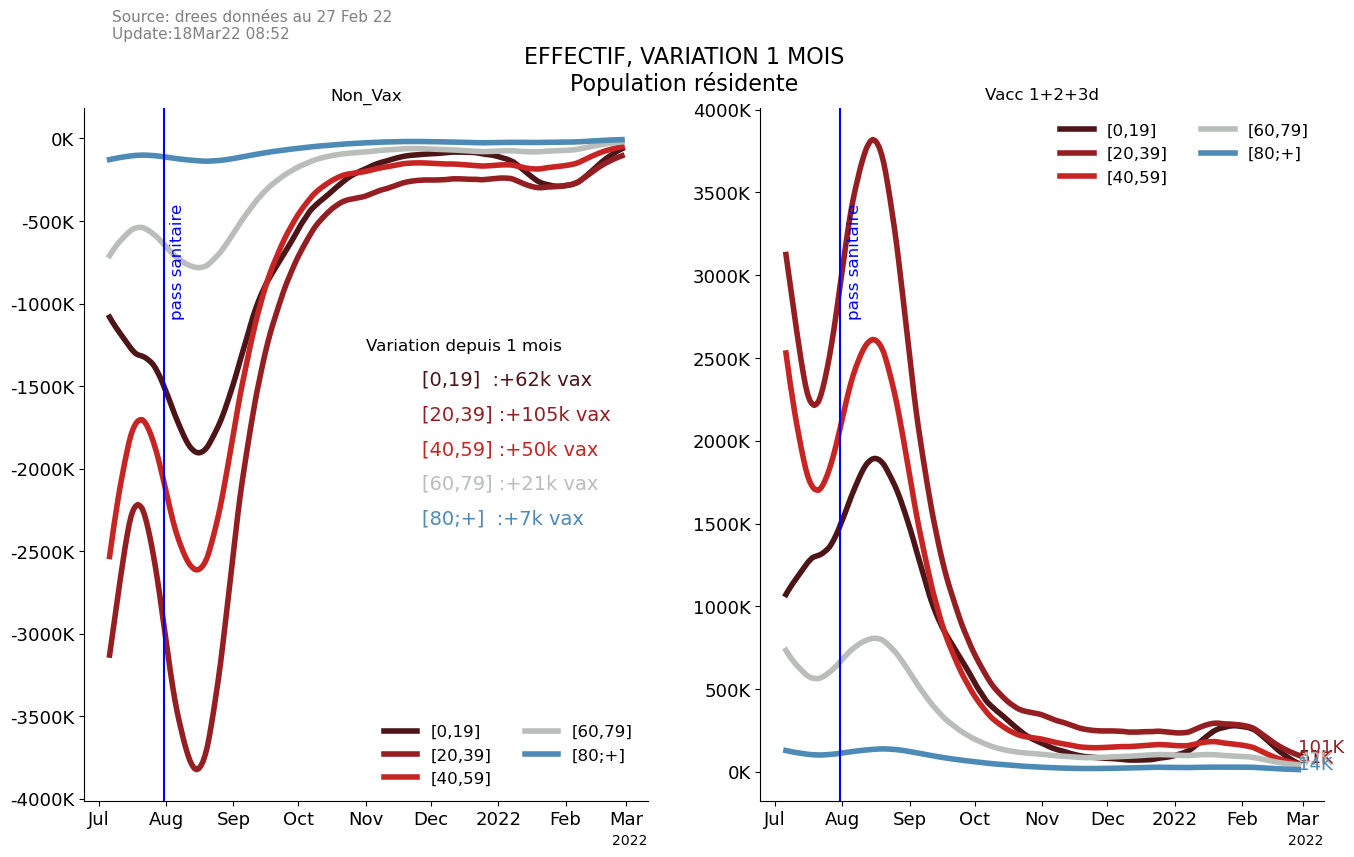 Source: drees données au 27 Feb 22
Update:18Mar22 08:52
EFFECTIF, VARIATION 1 MOIS
Population résidente
Non_Vax
0K
-500K
-1000K
-1500K
-2000K
-2500K
-3000K
-3500K
-4000K
pass sanitaire
Variation depuis 1 mois
[0,19] :+62k vax
[20,39] :+105k vax
[40,59] :+50k vax
[60,79] :+21k vax
[80;+] :+7k vax
[0,19]
[20,39]
[40,59]
[60,79]
[80;+]
Jul Aug Sep Oct Nov Dec 2022 Feb Mar
2022
Vacc 1+2+3d
4000K
3500K
3000K
2500K
2000K
1500K
1000K
500K
0K
pass sanitaire
[0,19]
[20,39]
[40,59]
[60,79]
[80;+]
101K
14K
Jul Aug Sep Oct Nov Dec 2022 Feb Mar
2022